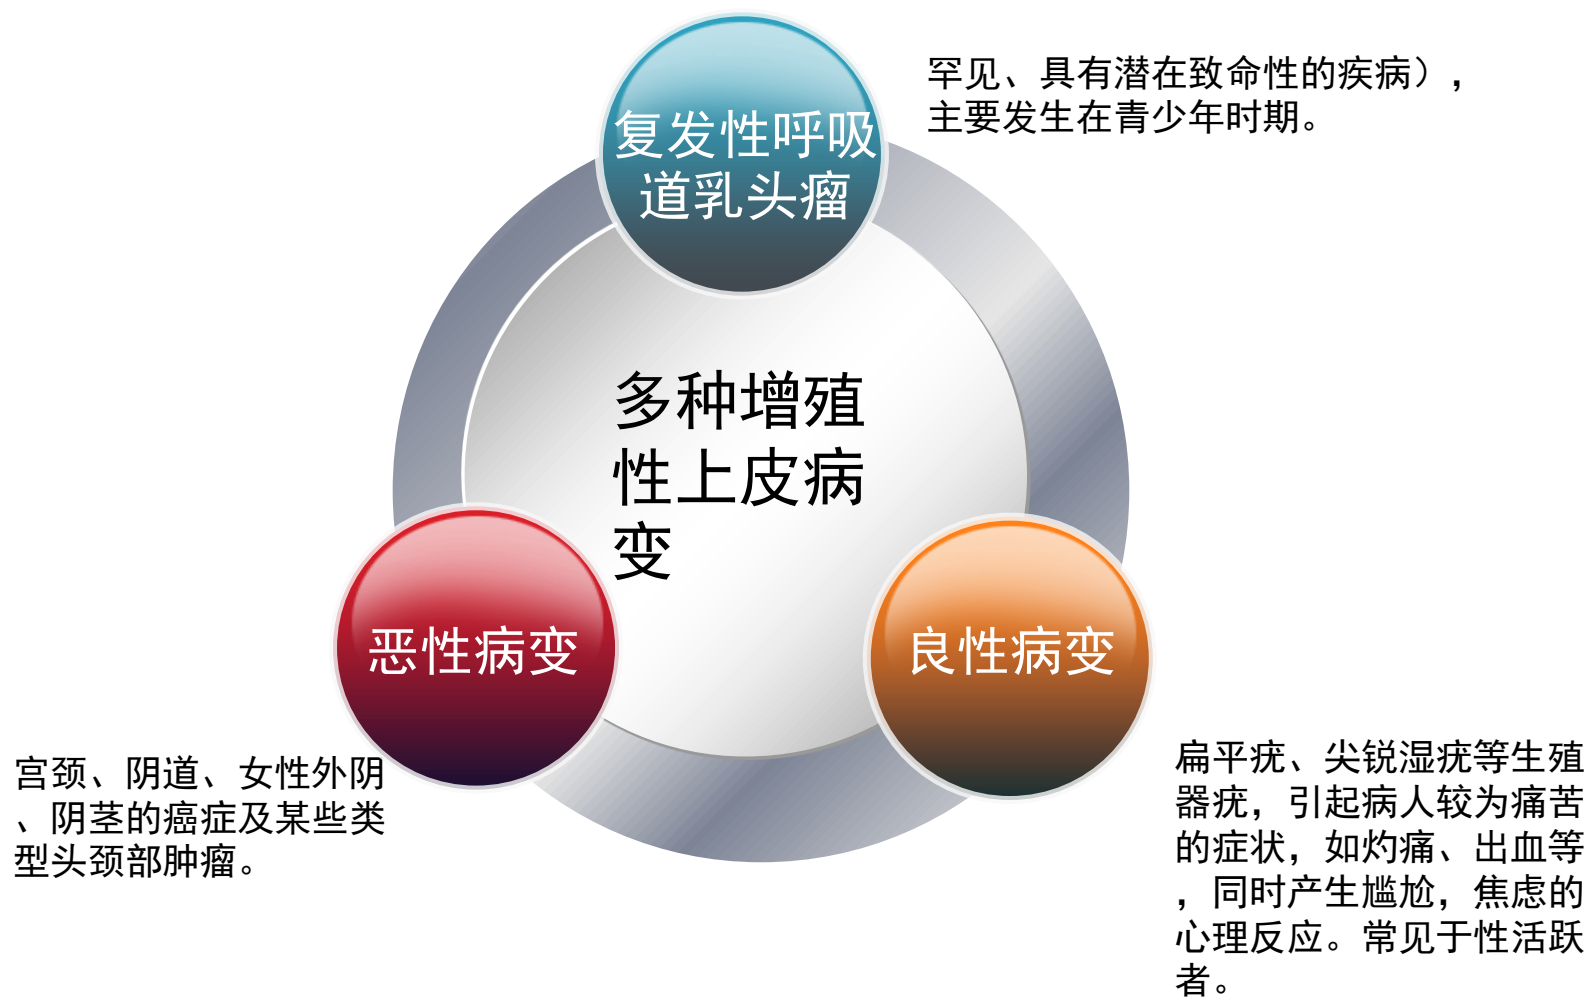 复发性呼吸
道乳头瘤
罕见、具有潜在致命性的疾病），
主要发生在青少年时期。
多种增殖
性上皮病
变
恶性病变
良性病变
宫颈、阴道、女性外阴
、阴茎的癌症及某些类
型头颈部肿瘤。
扁平疣、尖锐湿疣等生殖
器疣，引起病人较为痛苦
的症状，如灼痛、出血等
，同时产生尴尬，焦虑的
心理反应。常见于性活跃
者。